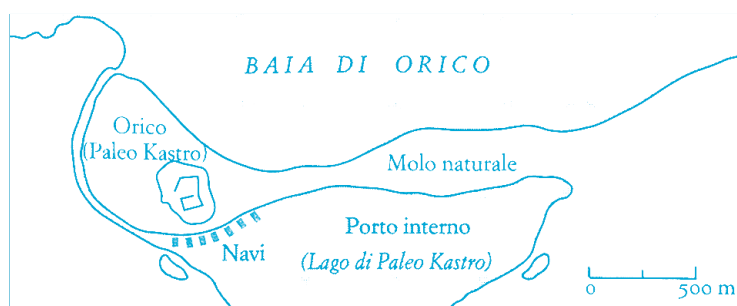 BAIA DI ORICO
Orico
(Paleo Kastro)
Molo naturale
Porto interno
(Lago di Paleo Kastro)
Navi
0 500 m